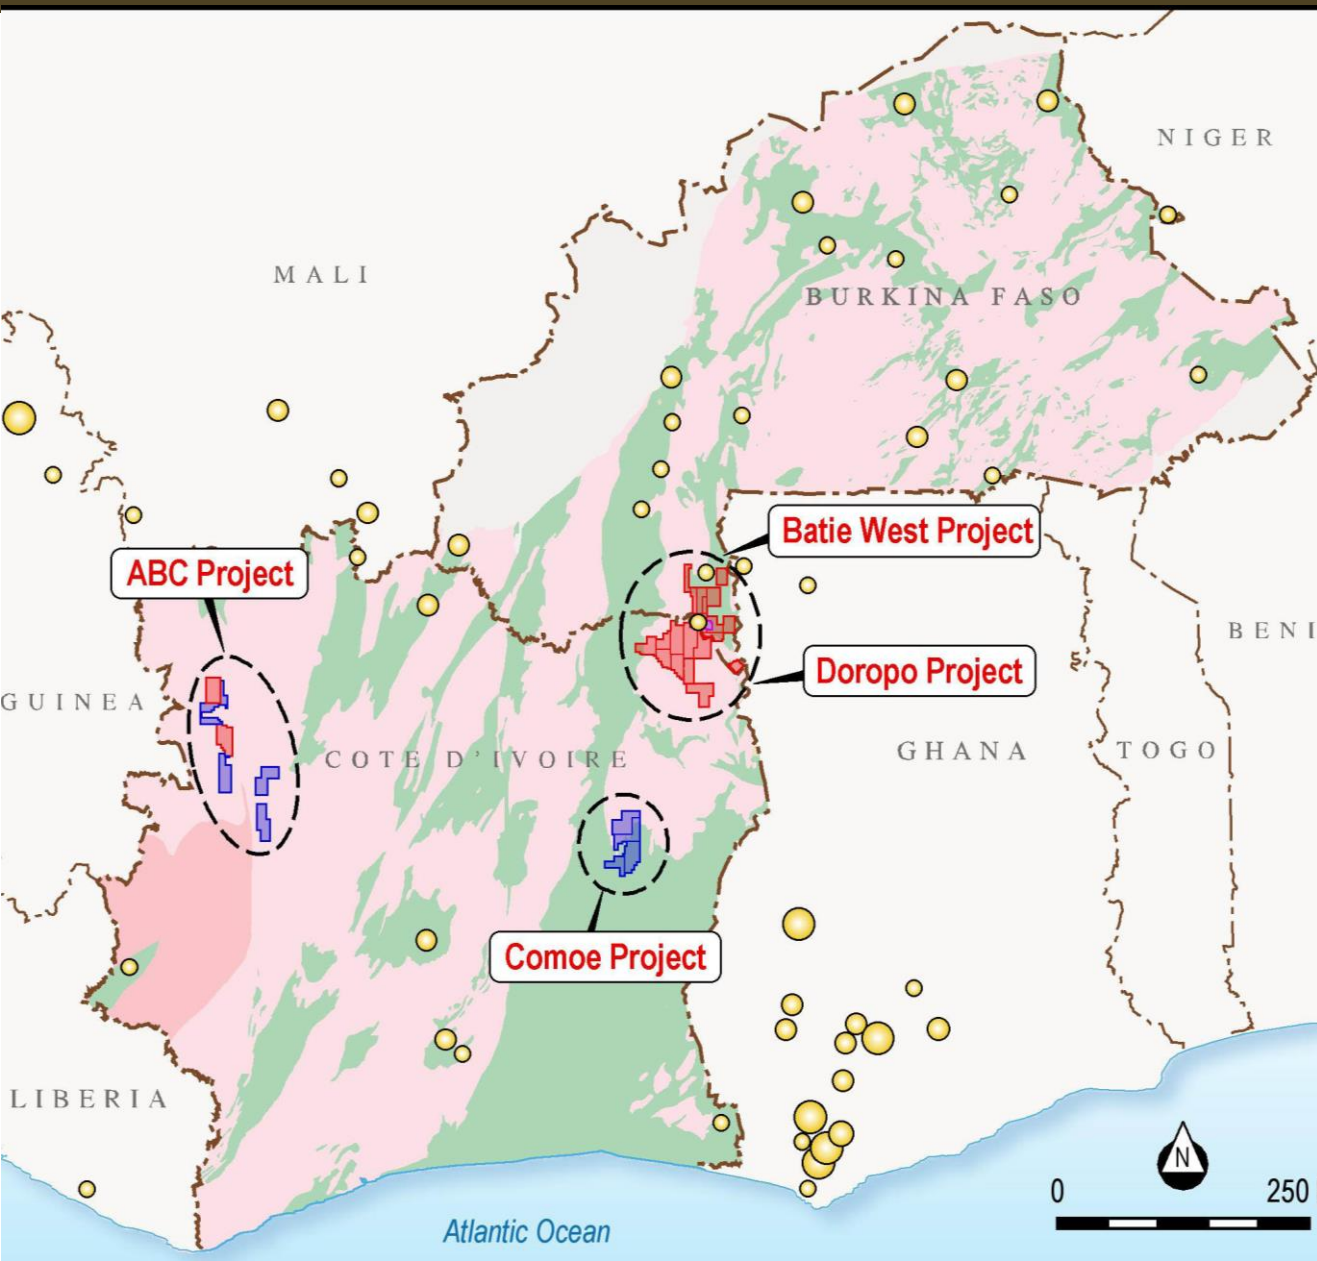 NIGER
MALI
BURKINA FASO
Batie West Project
ABC Project
BENI
Doropo Project
GUINEA
COTE D'IVOIRE
GHANA
TOGO
Comoe Project
LIBERIA
N
0 250
Atlantic Ocean